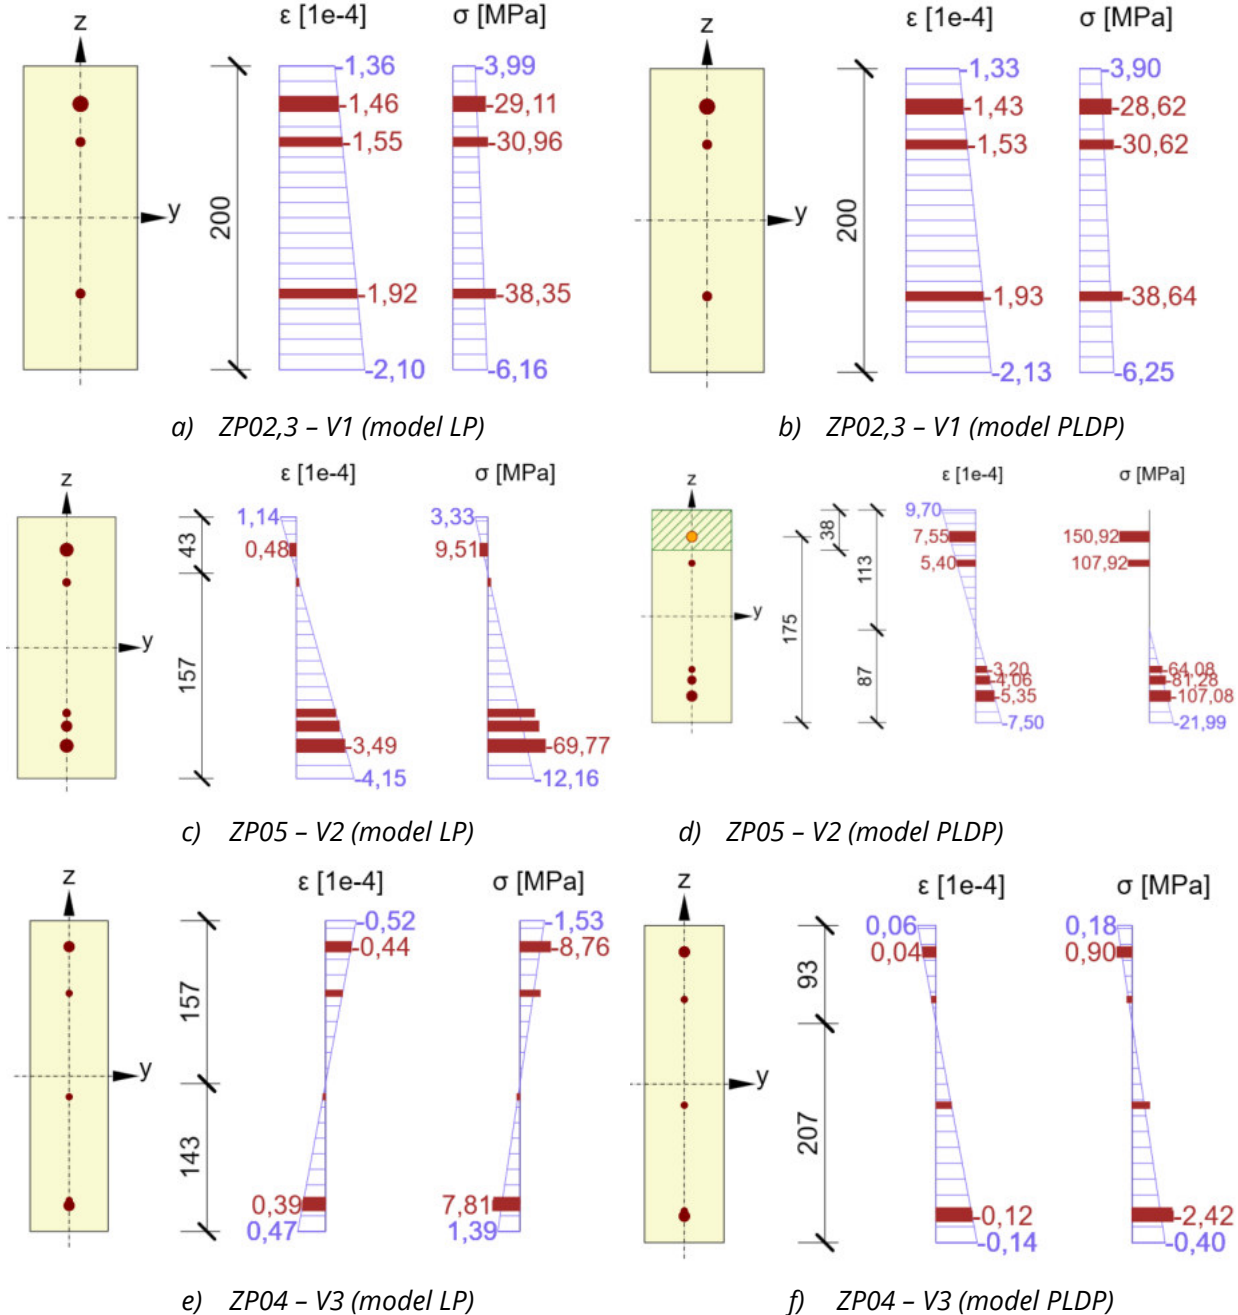 ε [1e-4] σ [MPa]
z
-1,36 -3,99
-1,46 -29,11
-1,55 -30,96
y
200
-1,92 -38,35
-2,10 -6,16
a) ZP02,3 – V1 (model LP)
ε [1e-4] σ [MPa]
z
-1,33 -3,90
-1,43 -28,62
-1,53 -30,62
y
200
-1,93 -38,64
-2,13 -6,25
b) ZP02,3 – V1 (model PLDP)
ε [1e-4] σ [MPa]
z
1,14 3,33
43
0,48 9,51
y
157
-3,49 -69,77
-4,15 -12,16
c) ZP05 – V2 (model LP)
ε [1e-4] σ [MPa]
z
9,70
38
7,55 150,92
5,40 107,92
113
175
y
87
-3,20 -64,08
-4,06 -81,28
-5,35 -107,08
-7,50 -21,99
d) ZP05 – V2 (model PLDP)
ε [1e-4] σ [MPa]
z
-0,52 -1,53
-0,44 -8,76
157
y
143
0,39 7,81
0,47 1,39
e) ZP04 – V3 (model LP)
ε [1e-4] σ [MPa]
z
0,06 0,18
0,04 0,90
93
y
207
-0,12 -2,42
-0,14 -0,40
f) ZP04 – V3 (model PLDP)